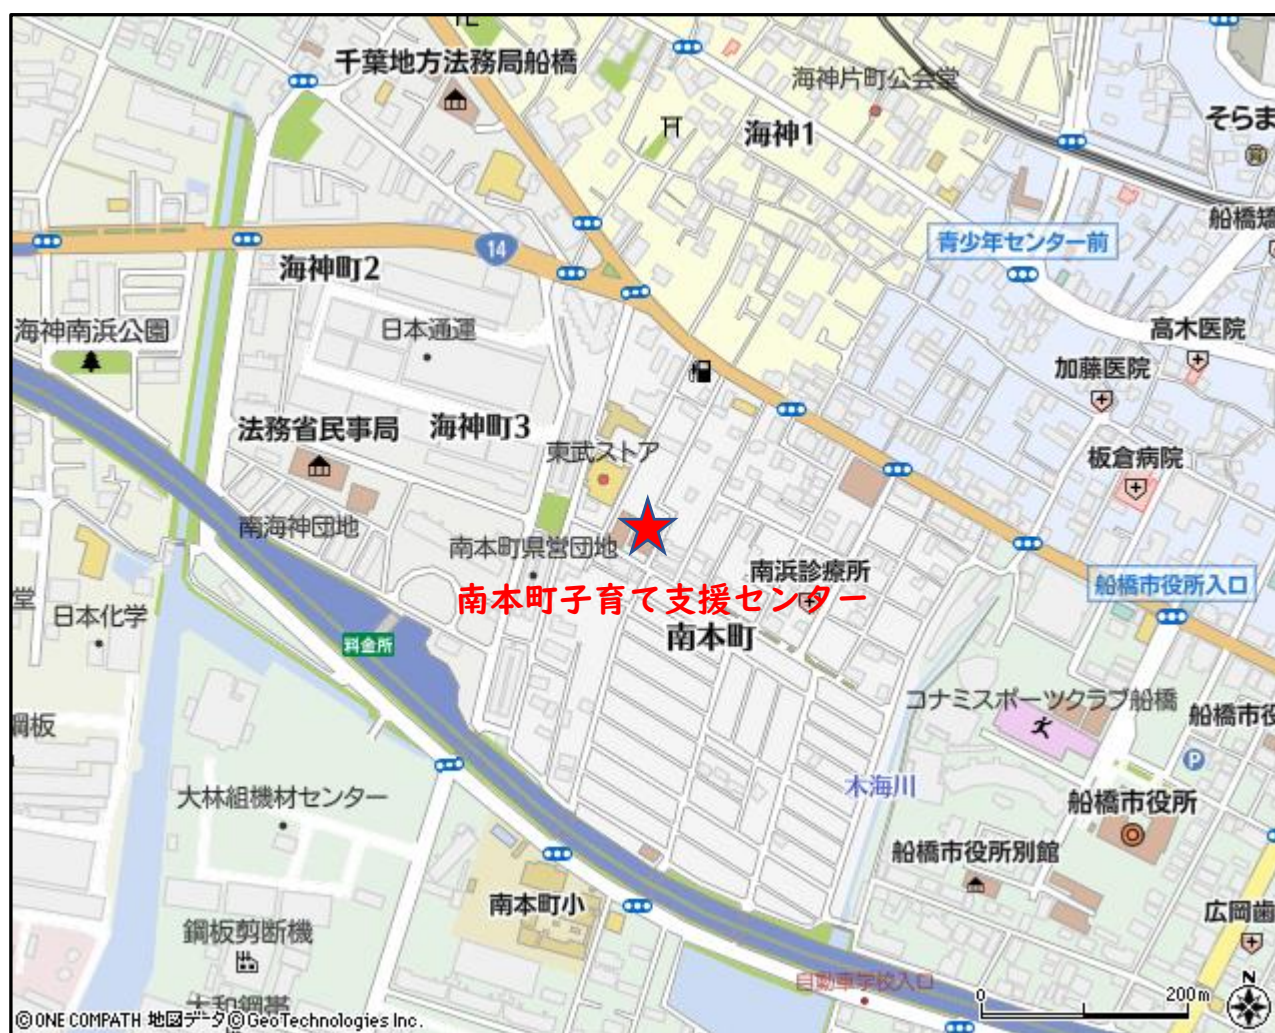 千葉地方法務局船橋
海神片町公会堂
海神1
そらま
船橋矯
青少年センター前
14
海神町2
海神南浜公園
日本通運
高木医院
加藤医院
法務省民事局
海神町3
東武ストア
板倉病院
南海神団地
南本町県営団地
南浜診療所
船橋市役所入口
南本町子育て支援センター
堂
日本化学
料金所
南本町
コナミスポーツクラブ船橋
船橋市役
鋼板
P
大林組機材センター
木海川
船橋市役所
船橋市役所別館
南本町小
広岡歯
鋼板剪断機
自動車学校入口
大和鋼帯
0
200m
N
©ONE COMPATH 地図データ©GeoTechnologies Inc.